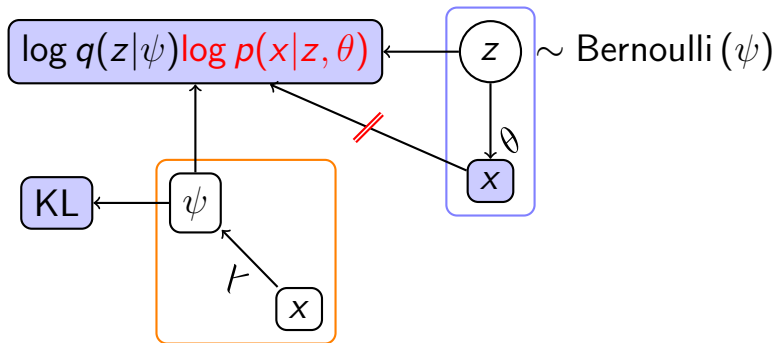 log q(z|ψ)log p(x|z, θ)
z ∼ Bernoulli (ψ)
θ
x
KL
ψ
λ
x